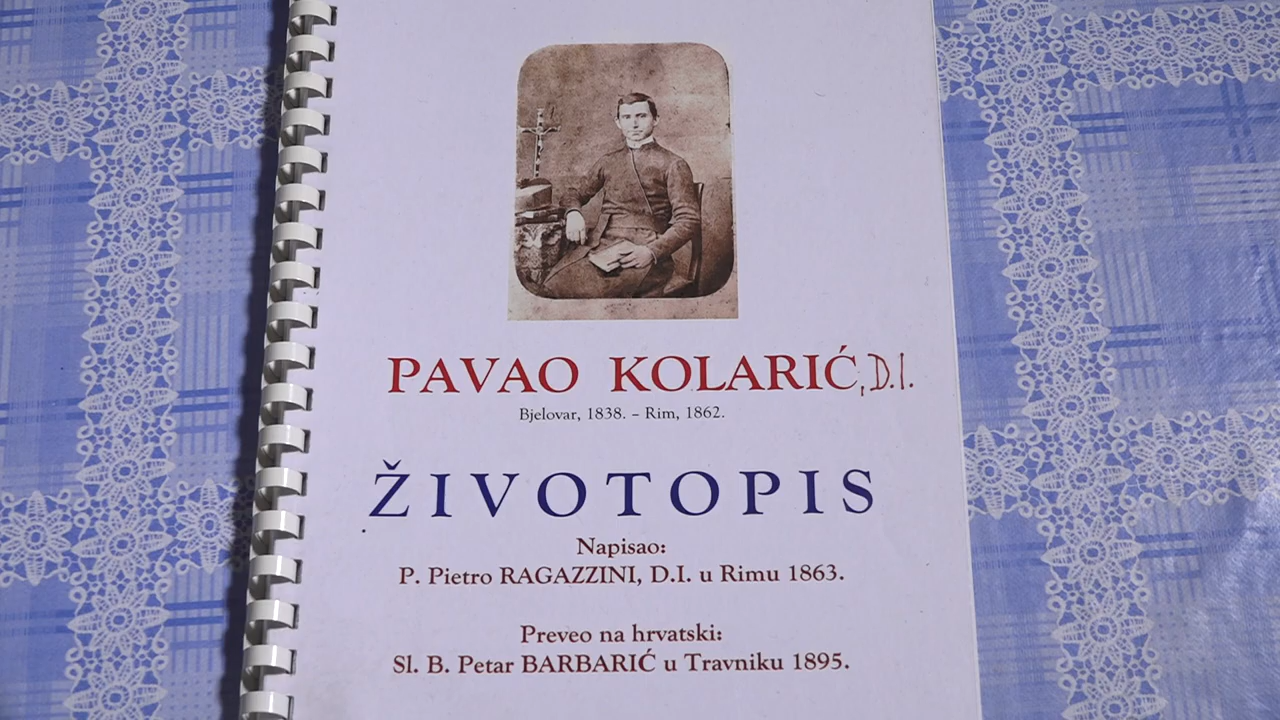 PAVAO KOLARIĆ, D.I.
Bjelovar, 1838. – Rim, 1862.
ŽIVOTOPIS
Napisao:
P. Pietro RAGAZZINI, D.I. u Rimu 1863.
Preveo na hrvatski:
Sl. B. Petar BARBARIĆ u Travniku 1895.